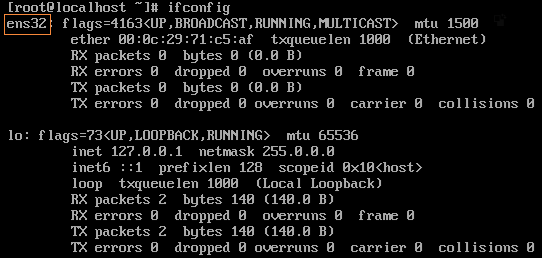 [root@localhost ~]# ifconfig
ens32: flags=4163<UP,BROADCAST,RUNNING,MULTICAST>  mtu 1500
ether 00:0c:29:71:c5:af  txqueuelen 1000  (Ethernet)
RX packets 0  bytes 0 (0.0 B)
RX errors 0  dropped 0  overruns 0  frame 0
TX packets 0  bytes 0 (0.0 B)
TX errors 0  dropped 0 overruns 0  carrier 0  collisions 0
lo: flags=73<UP,LOOPBACK,RUNNING>  mtu 65536
inet 127.0.0.1  netmask 255.0.0.0
inet6 ::1  prefixlen 128  scopeid 0x10<host>
loop  txqueuelen 1000  (Local Loopback)
RX packets 2  bytes 140 (140.0 B)
RX errors 0  dropped 0  overruns 0  frame 0
TX packets 2  bytes 140 (140.0 B)
TX errors 0  dropped 0 overruns 0  carrier 0  collisions 0